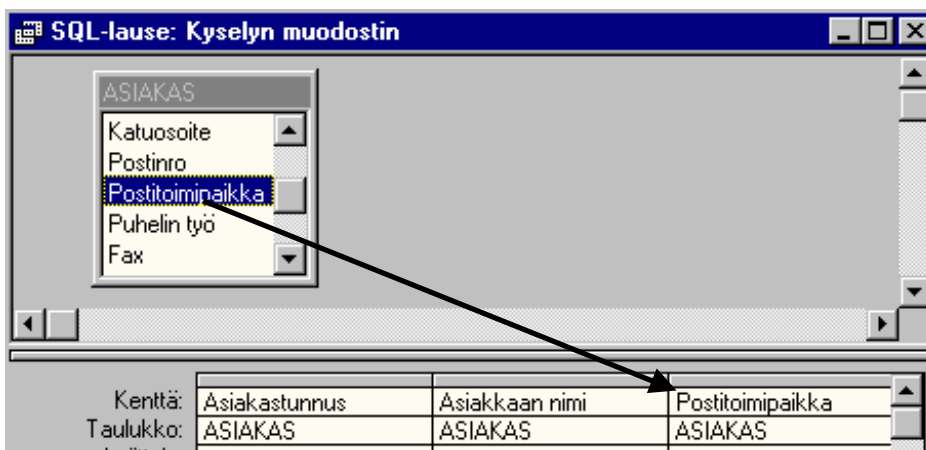 SQL-lause: Kyselyn muodostin
ASIAKAS
Katuosoite
Postinro
Postitoimipaikka
Puhelin työ
Fax
Kenttä: Asiakastunnus Asiakkaan nimi Postitoimipaikka
Taulukko: ASIAKAS ASIAKAS ASIAKAS